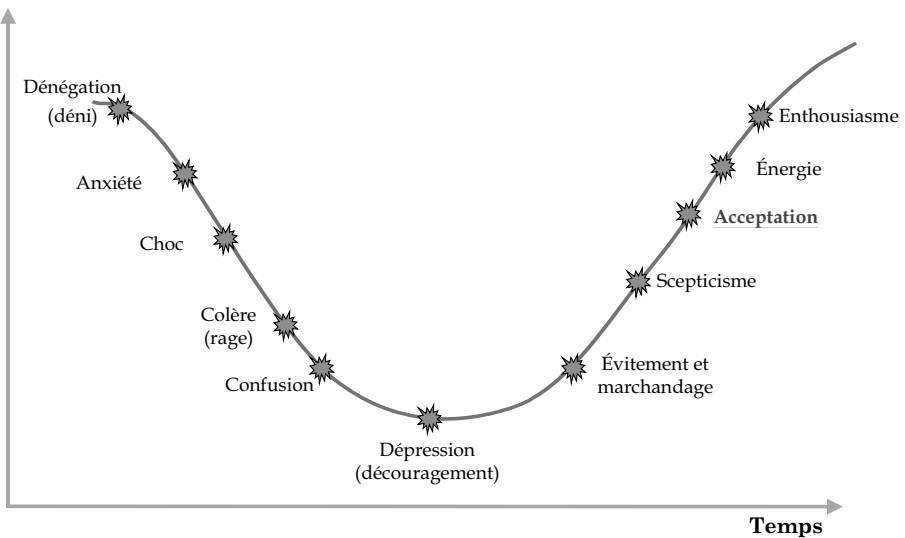 Dénégation
(déni)
Anxiété
Choc
Colère
(rage)
Confusion
Dépression
(découragement)
Évitement et
marchandage
Scepticisme
Acceptation
Énergie
Enthousiasme
Temps